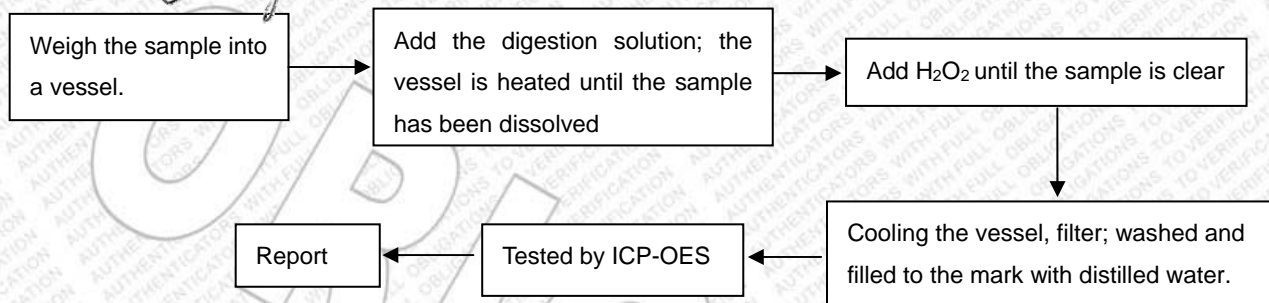 Weigh the sample into
a vessel.
Add the digestion solution; the
vessel is heated until the sample
has been dissolved
Add H₂O₂ until the sample is clear
Cooling the vessel, filter; washed and
filled to the mark with distilled water.
Tested by ICP-OES
Report